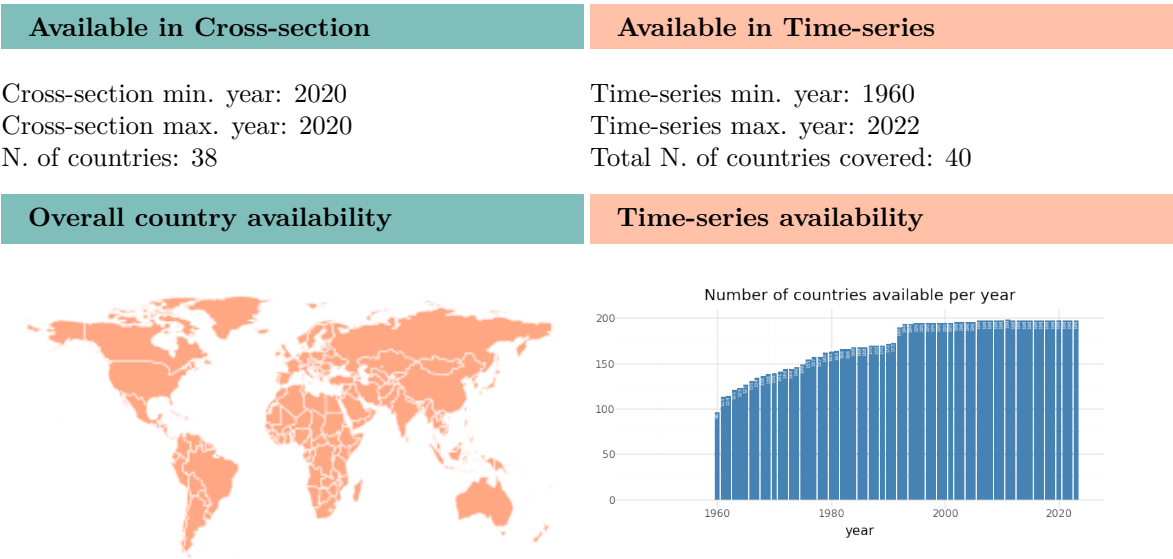 Available in Cross-section
Available in Time-series
Cross-section min. year: 2020
Cross-section max. year: 2020
N. of countries: 38
Time-series min. year: 1960
Time-series max. year: 2022
Total N. of countries covered: 40
Overall country availability
Time-series availability
Number of countries available per year
200
150
100
50
0
1960
1980
2000
2020
year